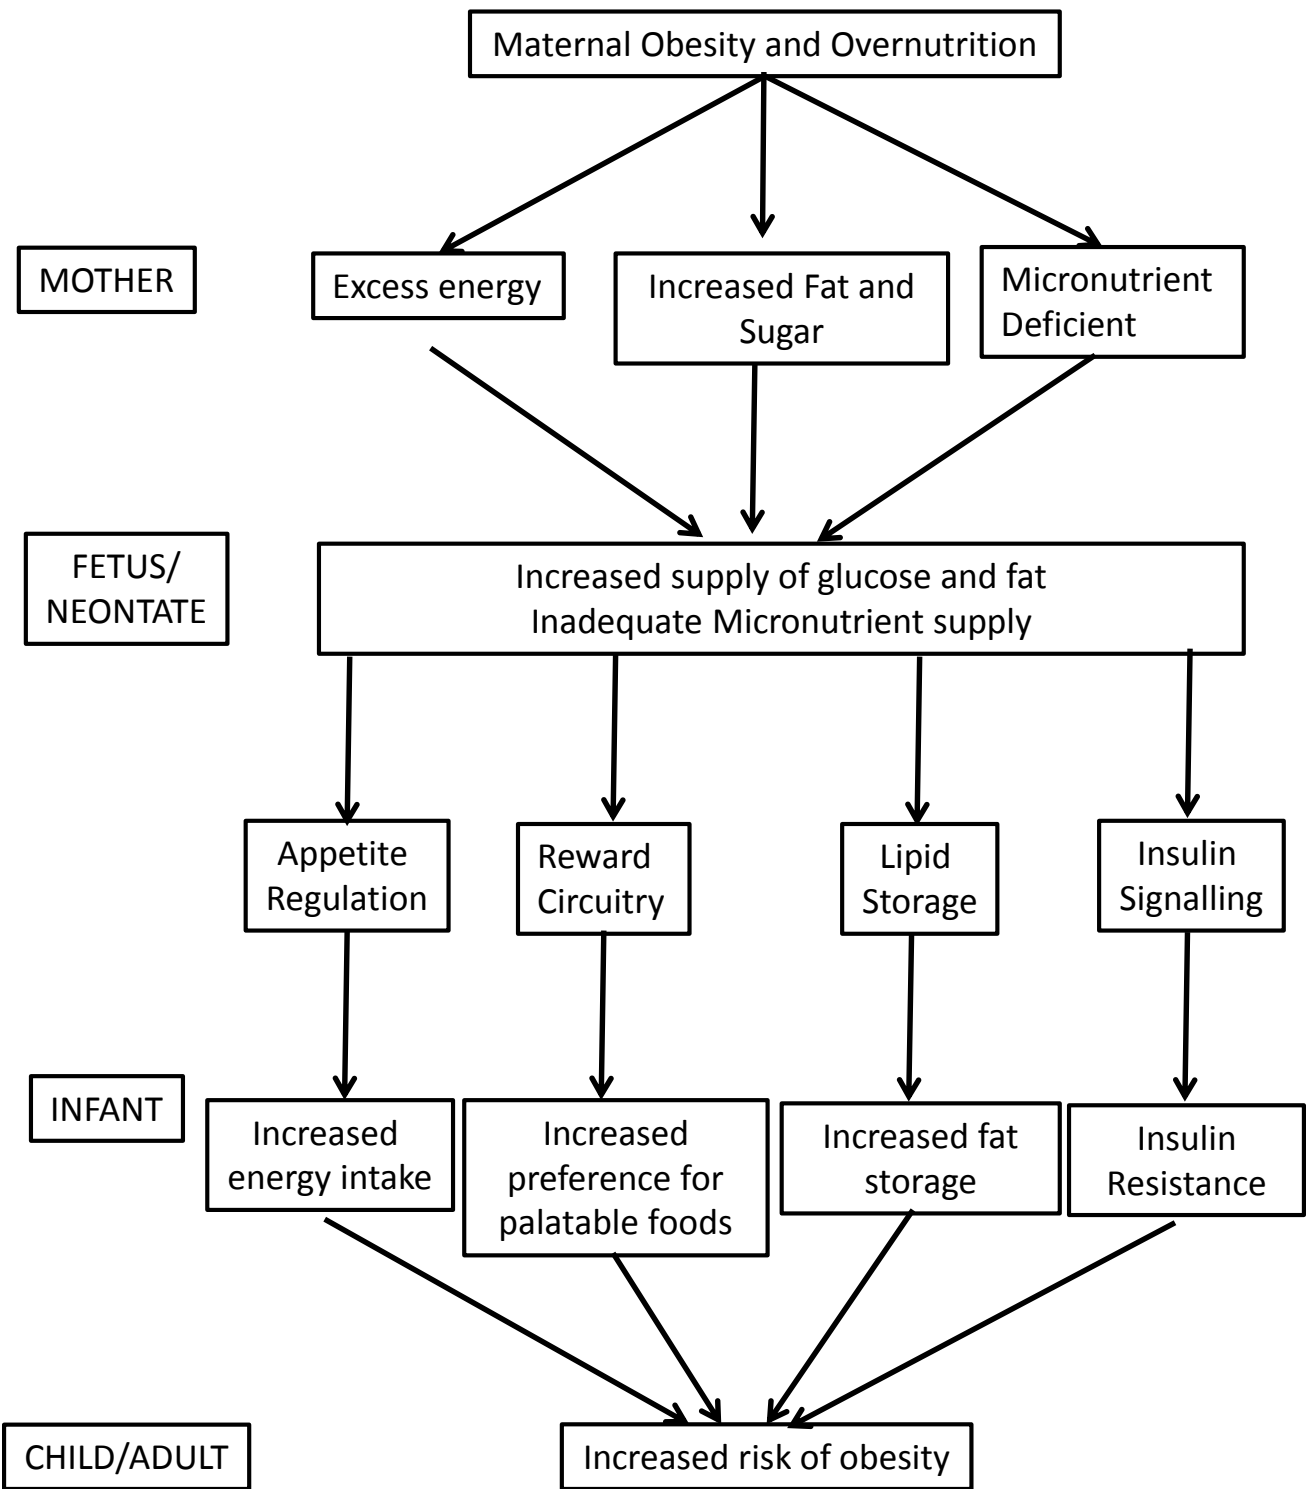 Maternal Obesity and Overnutrition
MOTHER
Excess energy
Increased Fat and
Sugar
Micronutrient
Deficient
FETUS/
NEONTATE
Increased supply of glucose and fat
Inadequate Micronutrient supply
Appetite
Regulation
Reward
Circuitry
Lipid
Storage
Insulin
Signalling
INFANT
Increased
energy intake
Increased
preference for
palatable foods
Increased fat
storage
Insulin
Resistance
CHILD/ADULT
Increased risk of obesity